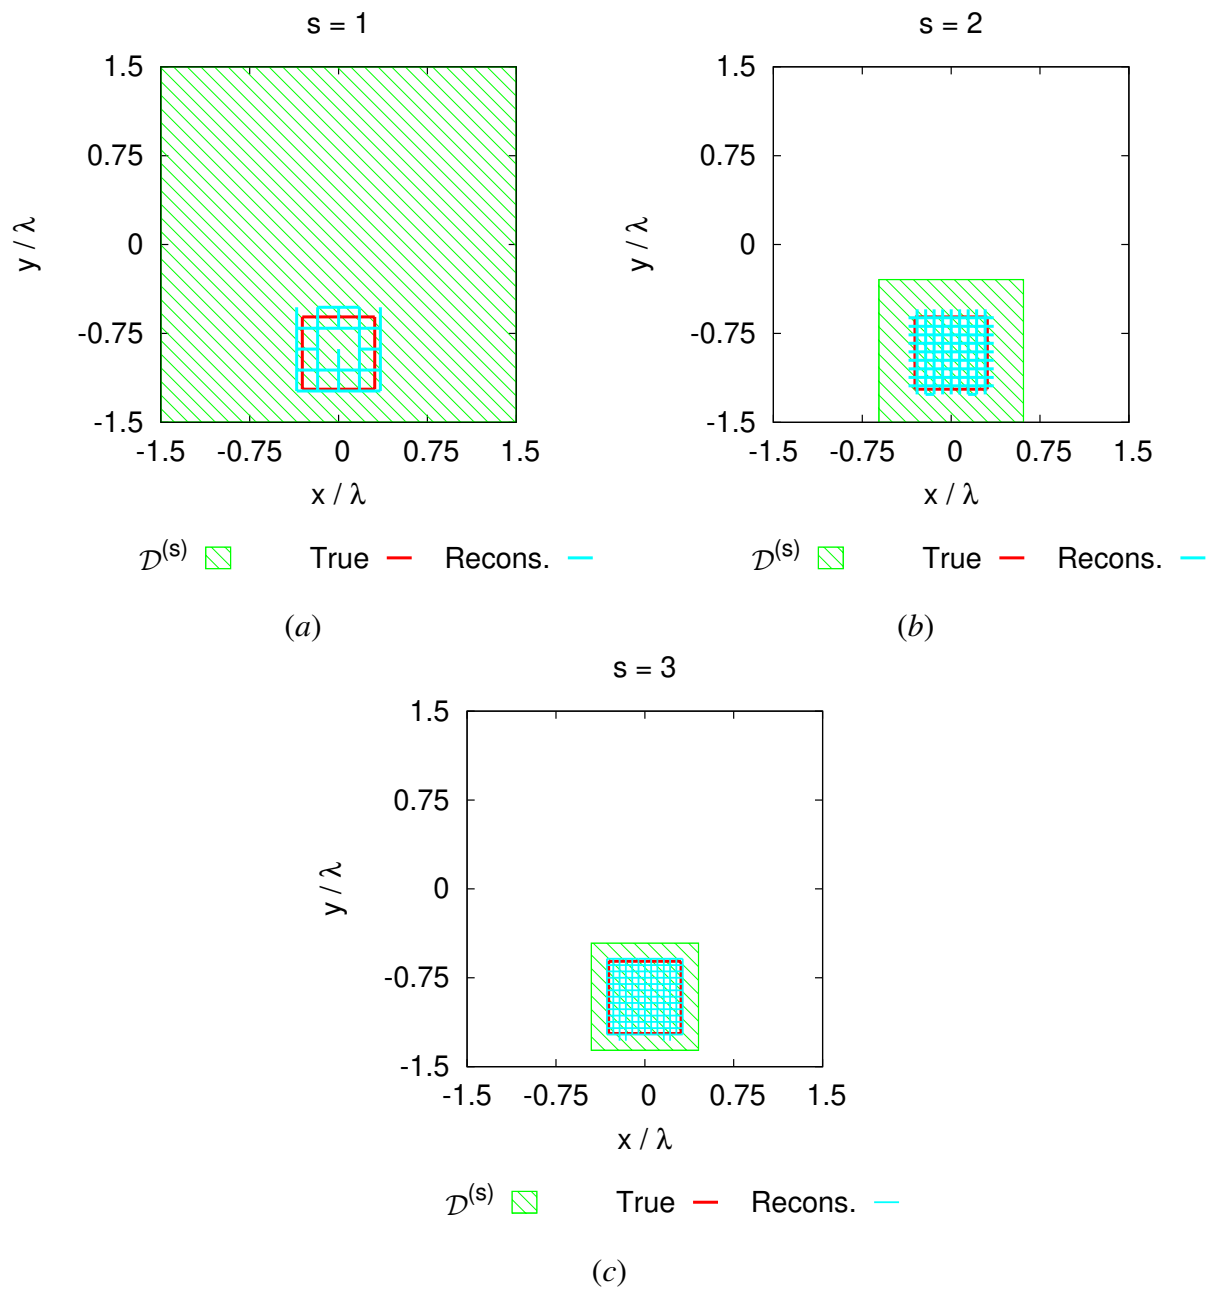 s = 1
1.5
0.75
0
-0.75
-1.5
y / λ
-1.5 -0.75 0 0.75 1.5
x / λ
𝒟(s) True Recons.
(a)
s = 2
1.5
0.75
0
-0.75
-1.5
y / λ
-1.5 -0.75 0 0.75 1.5
x / λ
𝒟(s) True Recons.
(b)
s = 3
1.5
0.75
0
-0.75
-1.5
y / λ
-1.5 -0.75 0 0.75 1.5
x / λ
𝒟(s) True Recons.
(c)